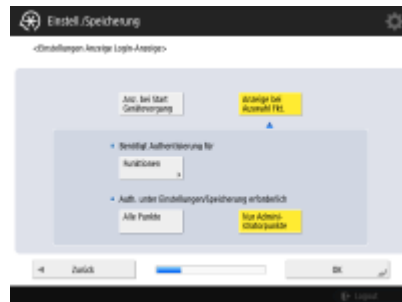 Einstell./Speicherung
<Einstellungen Anzeige Login-Anzeige>
Anz. bei Start
Gerätevorgang
Anzeige bei
Auswahl Fkt.
Benötigt Authentisierung für
Funktionen
Auth. unter Einstellungen/Speicherung erforderlich
Alle Punkte
Nur Admini-
stratorpunkte
Zurück
OK
Logout